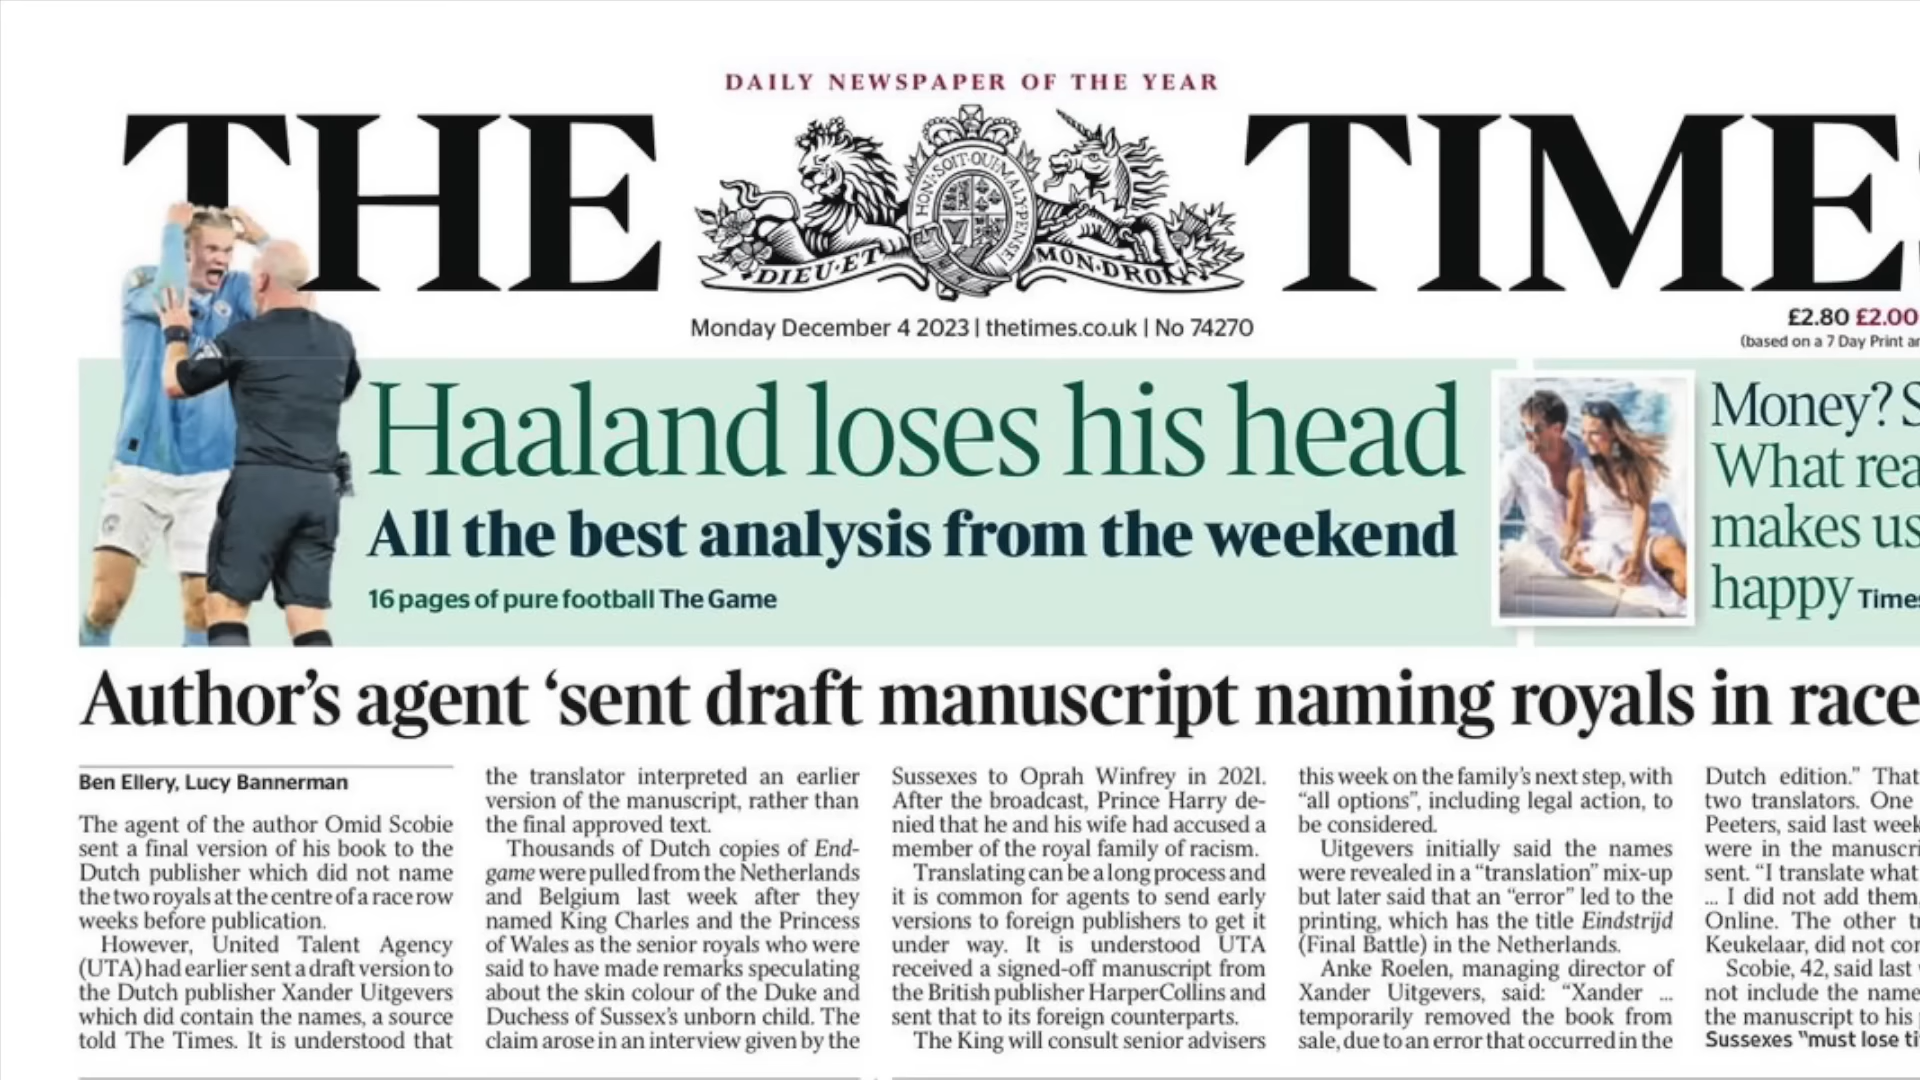 DAILY NEWSPAPER OF THE YEAR
THE TIMES
HONI·SOIT·QUI·MAL·Y·PENSE
DIEU·ET MON·DROIT
Monday December 4 2023 | thetimes.co.uk | No 74270
£2.80 £2.00
(based on a 7 Day Print
Haaland loses his head
All the best analysis from the weekend
16 pages of pure football The Game
Money?
What
makes us
happy
Author’s agent ‘sent draft manuscript naming royals in race
Ben Ellery, Lucy Bannerman
The agent of the author Omid Scobie
sent a final version of his book to the
Dutch publisher which did not name
the two royals at the centre of a race row
weeks before publication.
However, United Talent Agency
(UTA) had earlier sent a draft version to
the Dutch publisher Xander Uitgevers
which did contain the names, a source
told The Times. It is understood that
the translator interpreted an earlier
version of the manuscript, rather than
the final approved text.
Thousands of Dutch copies of End-
game were pulled from the Netherlands
and Belgium last week after they
named King Charles and the Princess
of Wales as the senior royals who were
said to have made remarks speculating
about the skin colour of the Duke and
Duchess of Sussex’s unborn child. The
claim arose in an interview given by the
Sussexes to Oprah Winfrey in 2021.
After the broadcast, Prince Harry de-
nied that he and his wife had accused a
member of the royal family of racism.
Translating can be a long process and
it is common for agents to send early
versions to foreign publishers to get it
under way. It is understood UTA
received a signed-off manuscript from
the British publisher HarperCollins and
sent that to its foreign counterparts.
The King will consult senior advisers
this week on the family’s next step, with
“all options”, including legal action, to
be considered.
Uitgevers initially said the names
were revealed in a “translation” mix-up
but later said that an “error” led to the
printing, which has the title Eindstrijd
(Final Battle) in the Netherlands.
Anke Roelen, managing director of
Xander Uitgevers, said: “Xander ...
temporarily removed the book from
sale, due to an error that occurred in the
Dutch edition.” That
two translators. One
Peeters, said last week
were in the
sent. “I translate what
... I did not add them,
Online. The other
Keukelaar, did not
Scobie, 42, said last
not include the
the manuscript to his
Sussexes “must lose